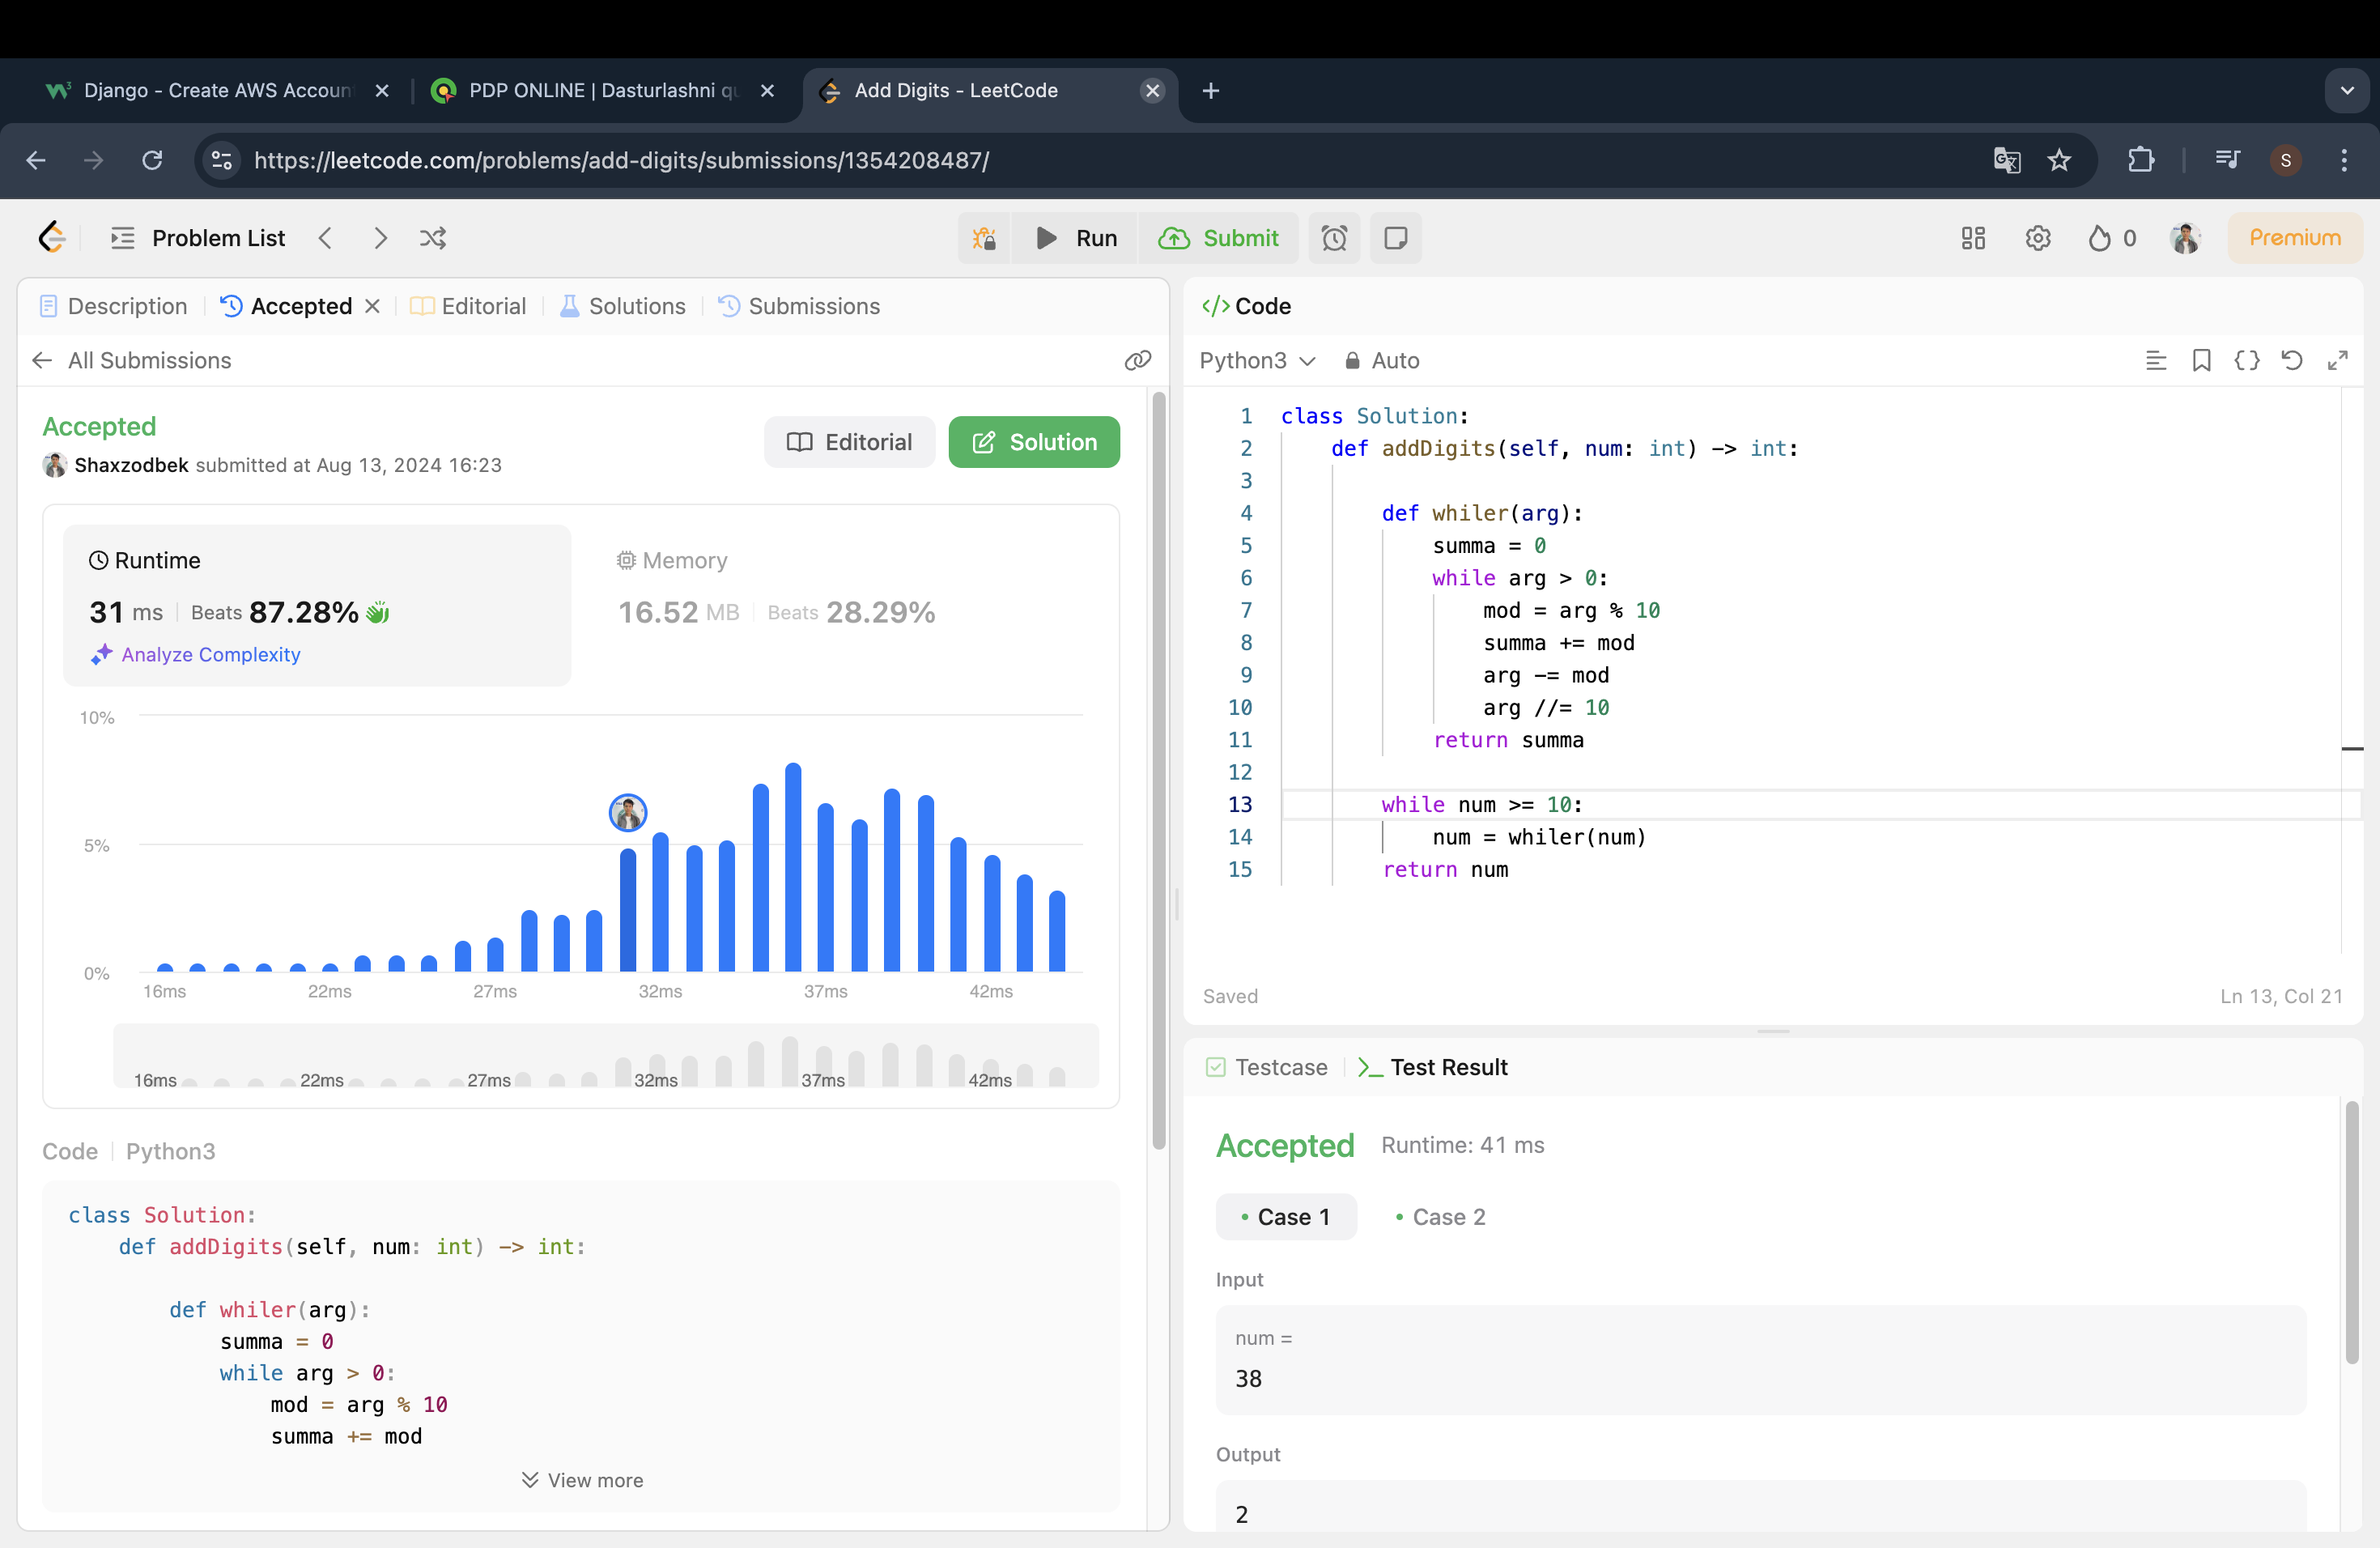 Django - Create AWS Accoun
PDP ONLINE | Dasturlashni qu
Add Digits - LeetCode
https://leetcode.com/problems/add-digits/submissions/1354208487/
S
Problem List
Run
Submit
0
Premium
Description
Accepted
Editorial
Solutions
Submissions
All Submissions
Accepted
Shaxzodbek submitted at Aug 13, 2024 16:23
Editorial
Solution
Runtime
31 ms | Beats 87.28%
Analyze Complexity
Memory
16.52 MB | Beats 28.29%
10%
5%
0%
16ms 22ms 27ms 32ms 37ms 42ms
16ms 22ms 27ms 32ms 37ms 42ms
Code | Python3
class Solution:
    def addDigits(self, num: int) -> int:
        def whiler(arg):
            summa = 0
            while arg > 0:
                mod = arg % 10
                summa += mod
View more
</> Code
Python3
Auto
1 class Solution:
2     def addDigits(self, num: int) -> int:
3
4         def whiler(arg):
5             summa = 0
6             while arg > 0:
7                 mod = arg % 10
8                 summa += mod
9                 arg -= mod
10                 arg //= 10
11             return summa
12
13         while num >= 10:
14             num = whiler(num)
15         return num
Saved
Ln 13, Col 21
Testcase
Test Result
Accepted Runtime: 41 ms
Case 1
Case 2
Input
num =
38
Output
2